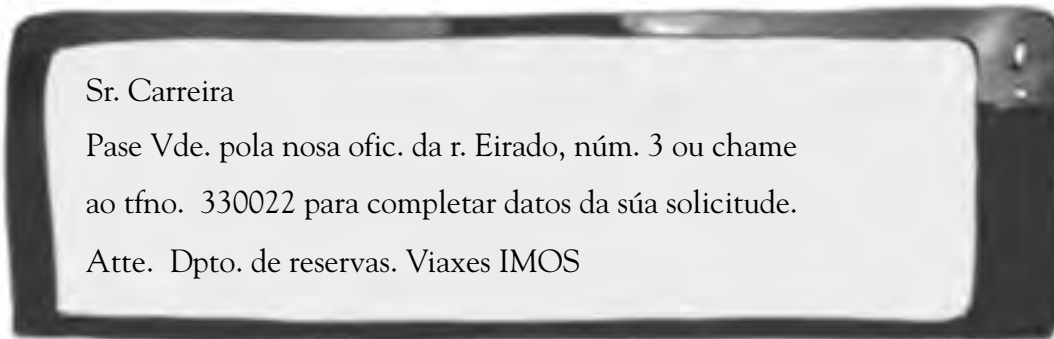 Sr. Carreira
Pase Vde. pola nosa ofic. da r. Eirado, núm. 3 ou chame
ao tfno. 330022 para completar datos da súa solicitude.
Atte. Dpto. de reservas. Viaxes IMOS